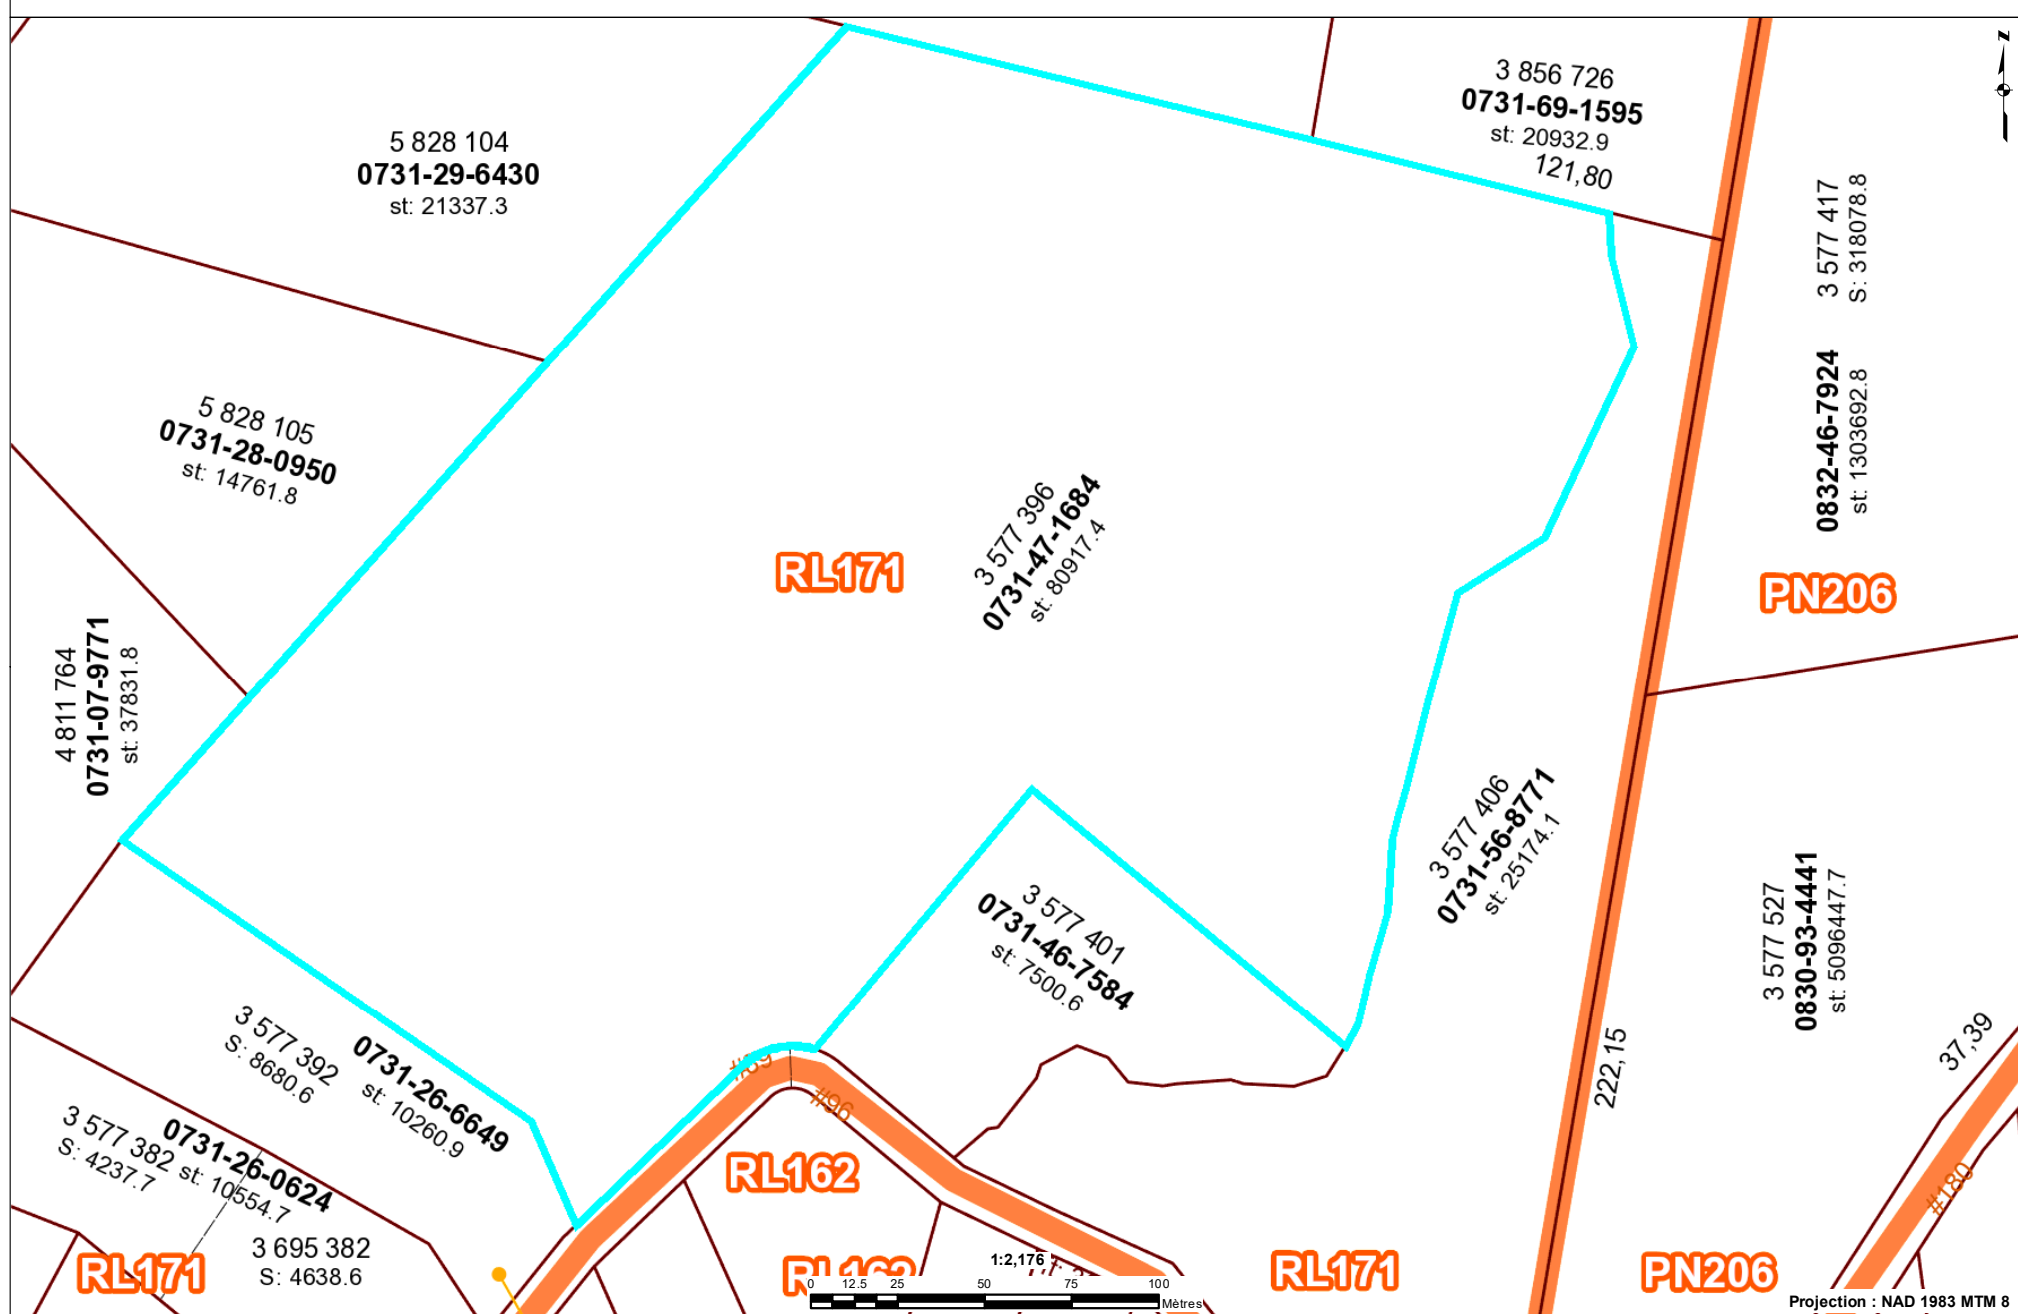 3 856 726
0731-69-1595
st: 20932.9
121,80
5 828 104
0731-29-6430
st: 21337.3
3 577 417
S: 318078.8
0832-46-7924
st: 1303692.8
5 828 105
0731-28-0950
st: 14761.8
3 577 396
0731-47-1684
st: 80917.4
RL171
PN206
4 811 764
0731-07-9771
st: 37831.8
3 577 406
0731-56-8771
st: 25174.1
3 577 401
0731-46-7584
st: 7500.6
3 577 527
0830-93-4441
st: 5096447.7
222,15
37,39
3 577 392
S: 8680.6
0731-26-6649
st: 10260.9
#89
#96
3 577 382
S: 4237.7
0731-26-0624
st: 10554.7
RL162
#180
3 695 382
S: 4638.6
RL171
RL162
RL171
PN206
1:2,176
0 12.5 25 50 75 100
Mètres
Projection : NAD 1983 MTM 8
z